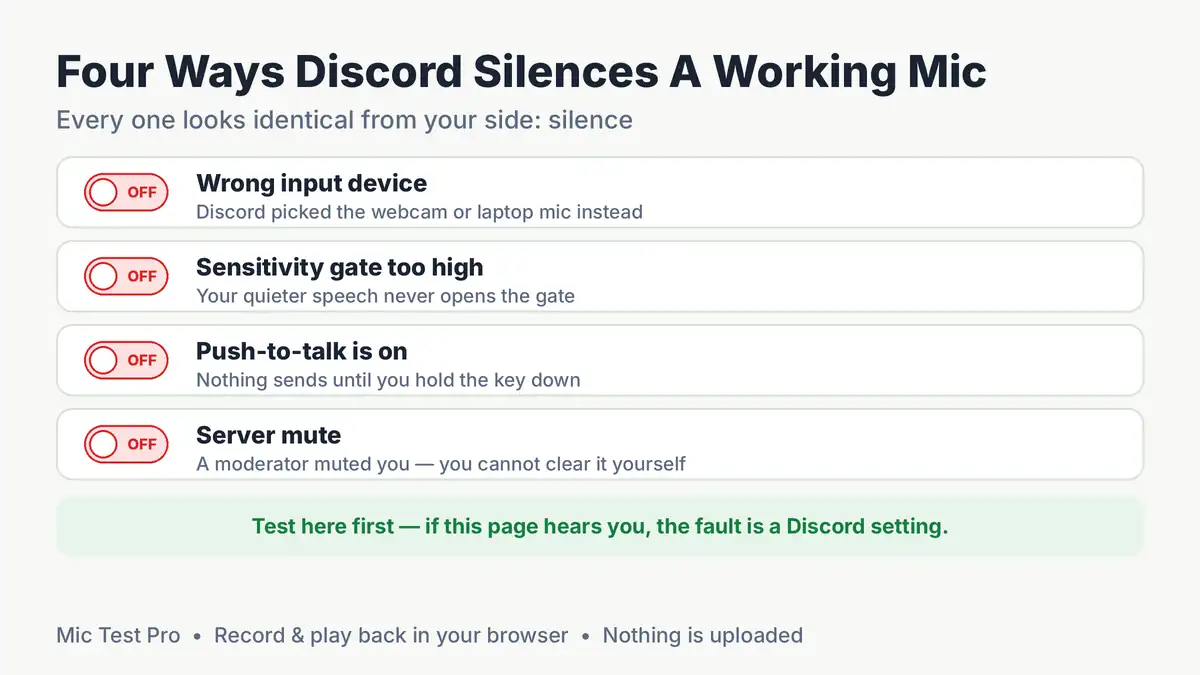 Four Ways Discord Silences A Working Mic
Every one looks identical from your side: silence
OFF
Wrong input device
Discord picked the webcam or laptop mic instead
OFF
Sensitivity gate too high
Your quieter speech never opens the gate
OFF
Push-to-talk is on
Nothing sends until you hold the key down
OFF
Server mute
A moderator muted you — you cannot clear it yourself
Test here first — if this page hears you, the fault is a Discord setting.
Mic Test Pro • Record & play back in your browser • Nothing is uploaded